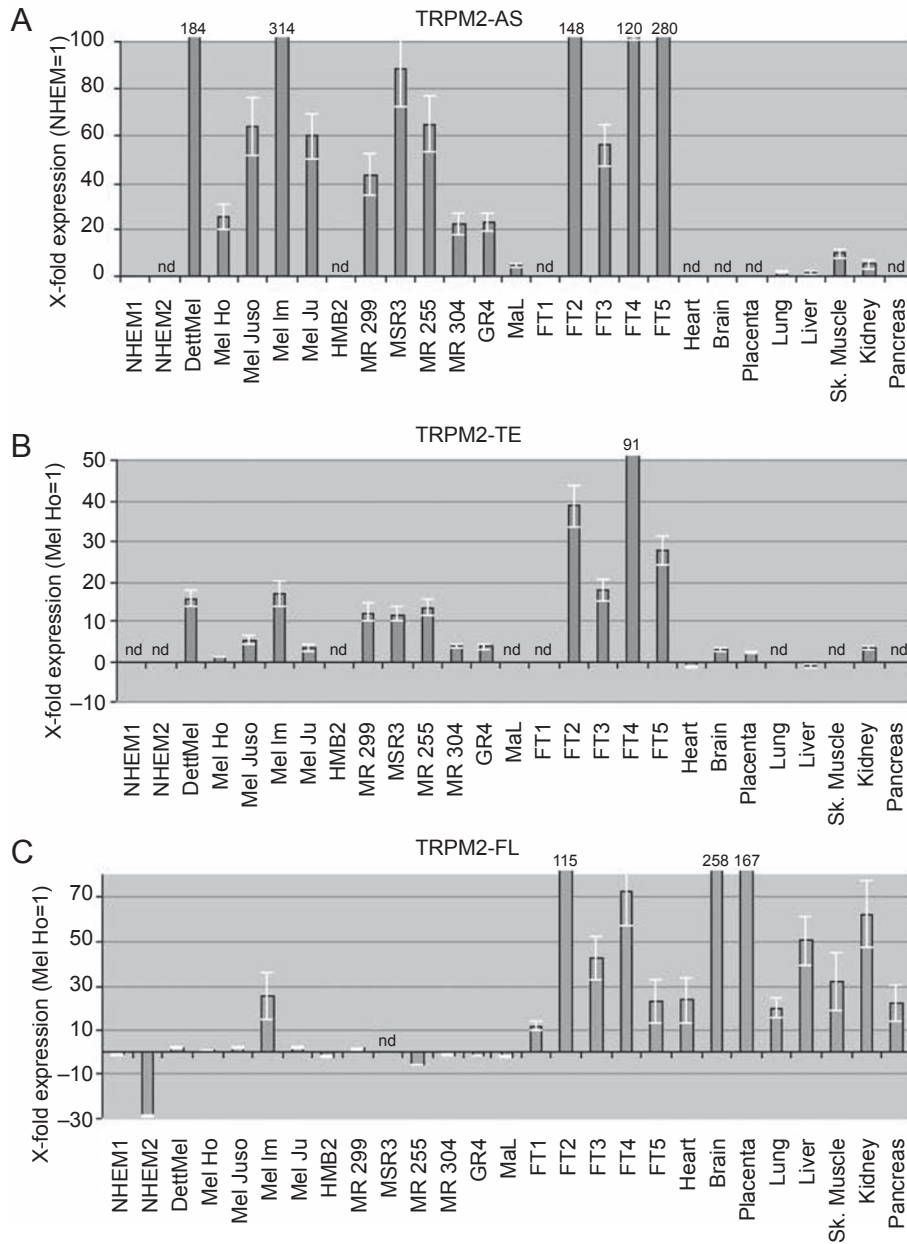 A
TRPM2-AS
X-fold expression (NHEM=1)
184 314 148 120 280
100
80
60
40
20
0
nd nd nd nd nd nd nd
NHEM1
NHEM2
DettMel
Mel Ho
Mel Juso
Mel Im
Mel Ju
HMB2
MR 299
MSR3
MR 255
MR 304
GR4
MaL
FT1
FT2
FT3
FT4
FT5
Heart
Brain
Placenta
Lung
Liver
Sk. Muscle
Kidney
Pancreas
B
TRPM2-TE
X-fold expression (Mel Ho=1)
91
50
40
30
20
10
0
–10
nd nd nd nd nd nd nd nd
NHEM1
NHEM2
DettMel
Mel Ho
Mel Juso
Mel Im
Mel Ju
HMB2
MR 299
MSR3
MR 255
MR 304
GR4
MaL
FT1
FT2
FT3
FT4
FT5
Heart
Brain
Placenta
Lung
Liver
Sk. Muscle
Kidney
Pancreas
C
TRPM2-FL
X-fold expression (Mel Ho=1)
115 258 167
70
50
30
10
–10
–30
nd
NHEM1
NHEM2
DettMel
Mel Ho
Mel Juso
Mel Im
Mel Ju
HMB2
MR 299
MSR3
MR 255
MR 304
GR4
MaL
FT1
FT2
FT3
FT4
FT5
Heart
Brain
Placenta
Lung
Liver
Sk. Muscle
Kidney
Pancreas